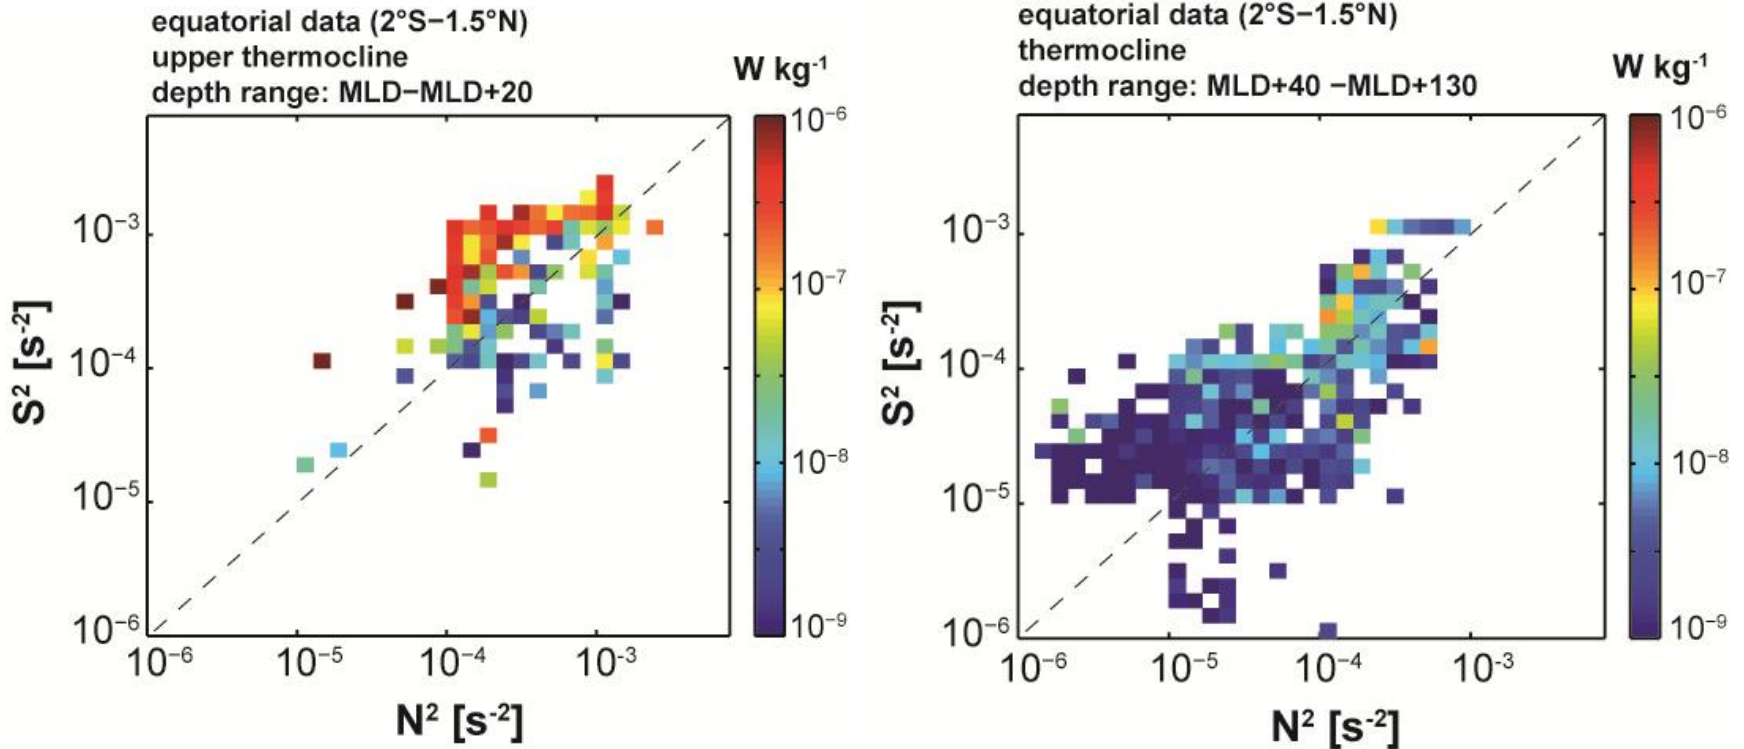 equatorial data (2°S−1.5°N)
upper thermocline
depth range: MLD−MLD+20
W kg⁻¹
10⁻⁶
10⁻⁷
10⁻⁸
10⁻⁹
S² [s⁻²]
10⁻³
10⁻⁴
10⁻⁵
10⁻⁶
10⁻⁶ 10⁻⁵ 10⁻⁴ 10⁻³
N² [s⁻²]
equatorial data (2°S−1.5°N)
thermocline
depth range: MLD+40 −MLD+130
W kg⁻¹
10⁻⁶
10⁻⁷
10⁻⁸
10⁻⁹
S² [s⁻²]
10⁻³
10⁻⁴
10⁻⁵
10⁻⁶
10⁻⁶ 10⁻⁵ 10⁻⁴ 10⁻³
N² [s⁻²]